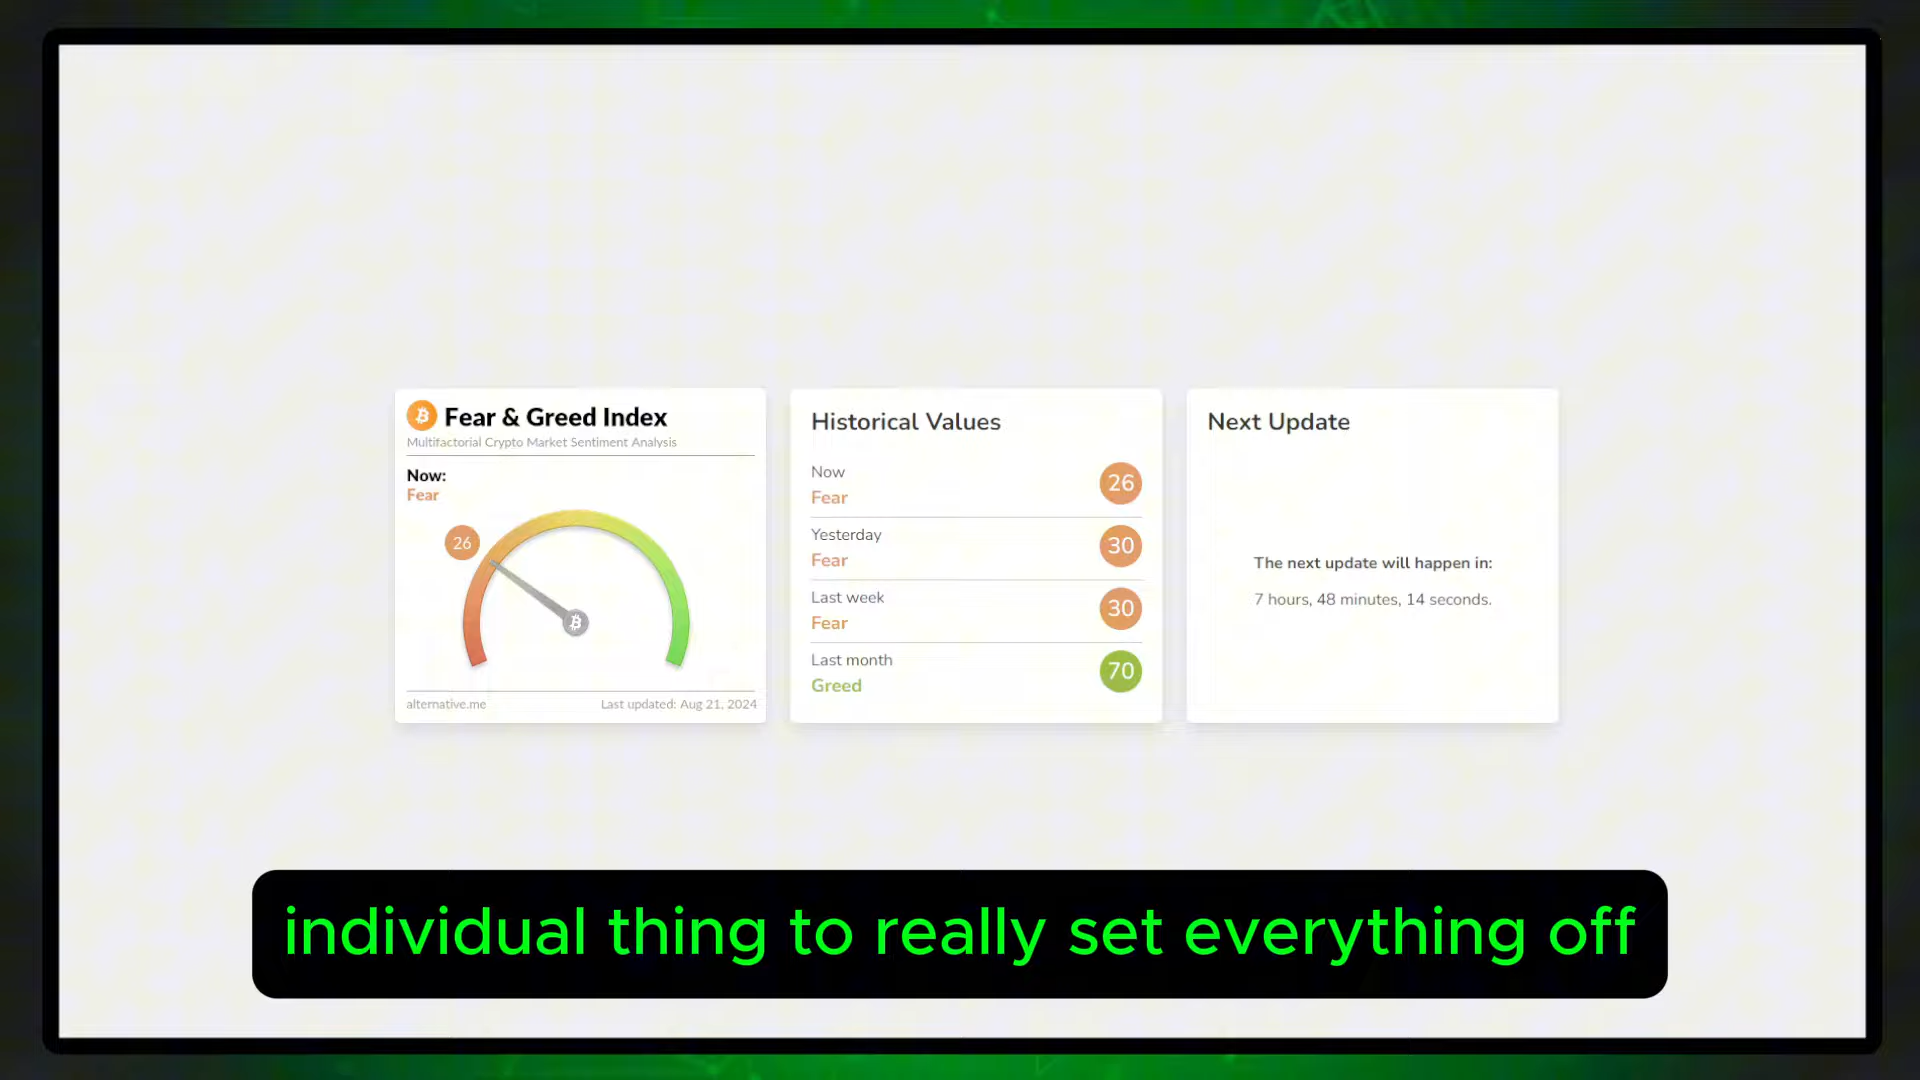 Fear & Greed Index
Multifactorial Crypto Market Sentiment Analysis
Now:
Fear
26
alternative.me
Last updated: Aug 21, 2024
Historical Values
Now
Fear
26
Yesterday
Fear
30
Last week
Fear
30
Last month
Greed
70
Next Update
The next update will happen in:
7 hours, 48 minutes, 14 seconds.
individual thing to really set everything off